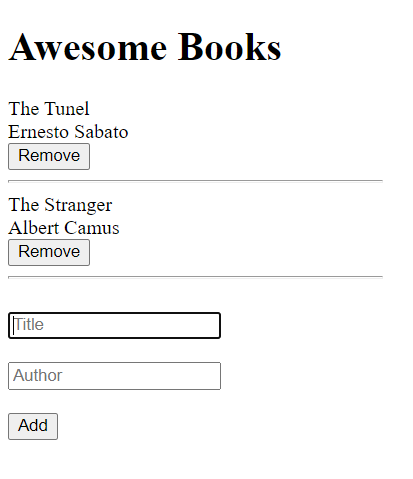 Awesome Books
The Tunel
Ernesto Sabato
Remove
The Stranger
Albert Camus
Remove
Title
Author
Add